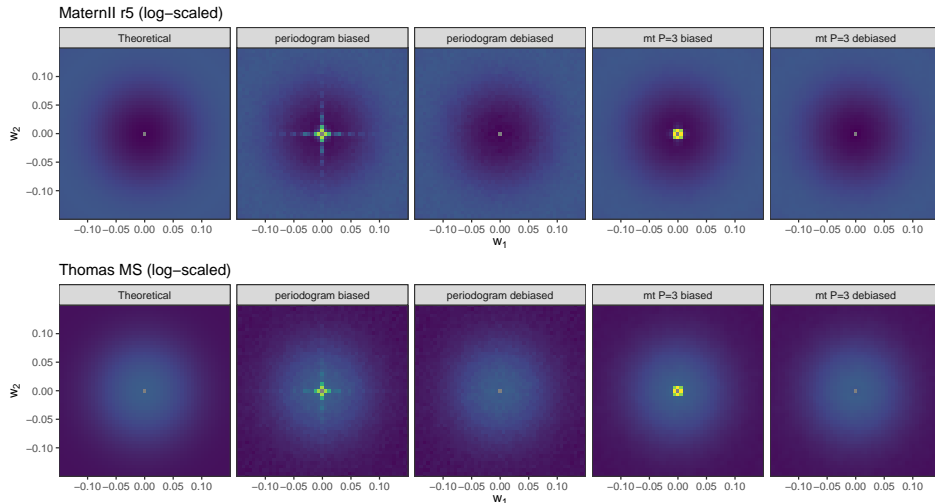 MaternII r5 (log−scaled)
Theoretical
periodogram biased
periodogram debiased
mt P=3 biased
mt P=3 debiased
0.10
0.05
0.00
−0.05
−0.10
w2
−0.10−0.05 0.00 0.05 0.10
−0.10−0.05 0.00 0.05 0.10
−0.10−0.05 0.00 0.05 0.10
−0.10−0.05 0.00 0.05 0.10
−0.10−0.05 0.00 0.05 0.10
w1
Thomas MS (log−scaled)
Theoretical
periodogram biased
periodogram debiased
mt P=3 biased
mt P=3 debiased
0.10
0.05
0.00
−0.05
−0.10
w2
−0.10−0.05 0.00 0.05 0.10
−0.10−0.05 0.00 0.05 0.10
−0.10−0.05 0.00 0.05 0.10
−0.10−0.05 0.00 0.05 0.10
−0.10−0.05 0.00 0.05 0.10
w1